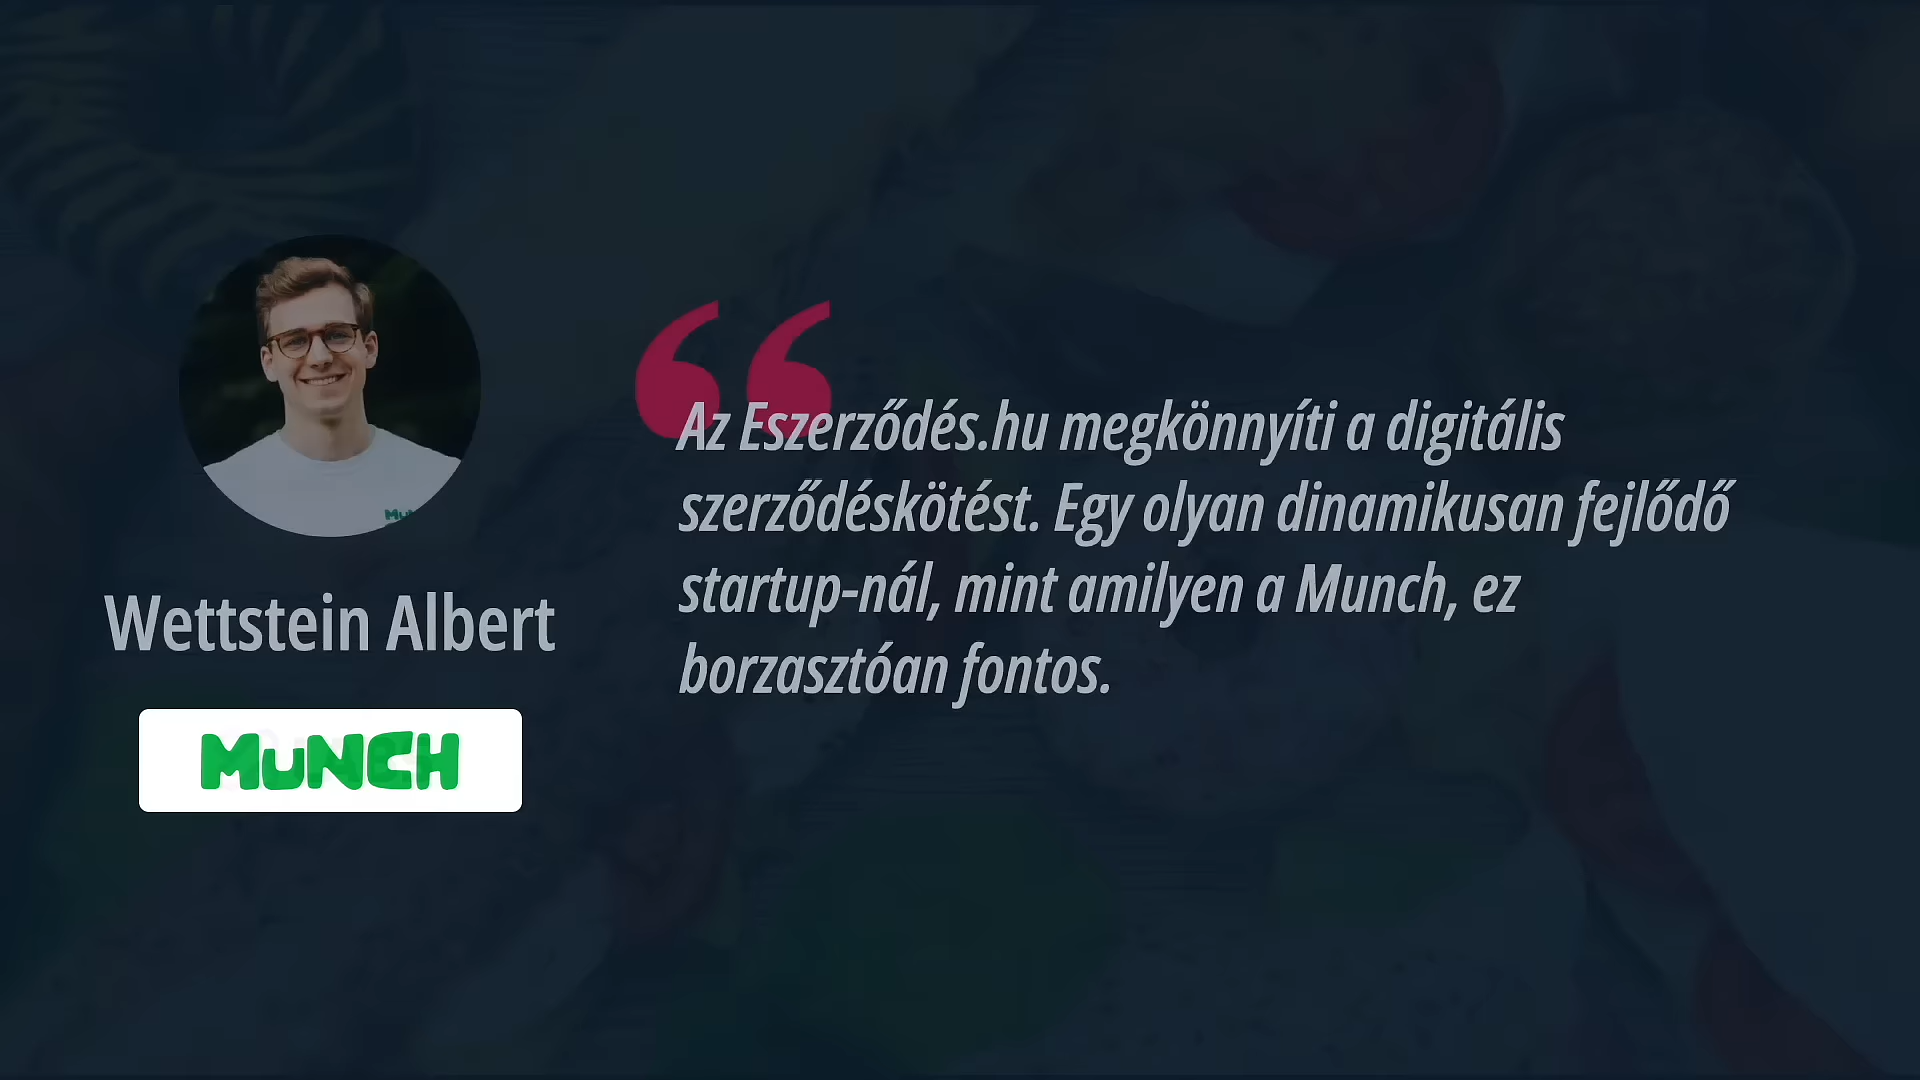 Wettstein Albert
MUNCH
Az Eszerződés.hu megkönnyíti a digitális
szerződéskötést. Egy olyan dinamikusan fejlődő
startup-nál, mint amilyen a Munch, ez
borzasztóan fontos.